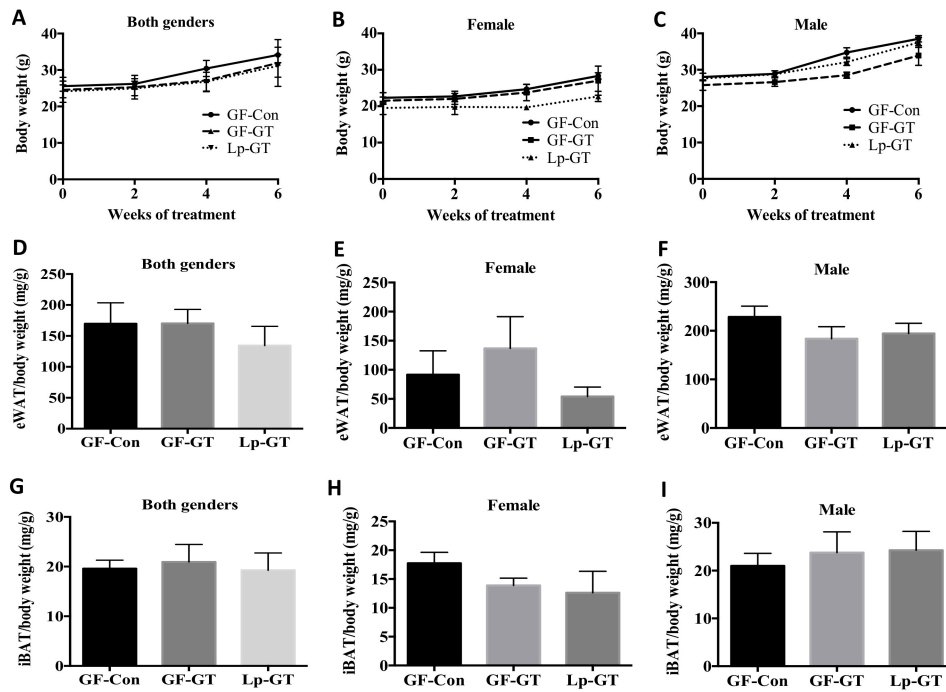 A
Both genders
Body weight (g)
40
30
20
10
0
GF-Con
GF-GT
Lp-GT
0 2 4 6
Weeks of treatment
B
Female
Body weight (g)
40
30
20
10
0
GF-Con
GF-GT
Lp-GT
0 2 4 6
Weeks of treatment
C
Male
Body weight (g)
40
30
20
10
0
GF-Con
GF-GT
Lp-GT
0 2 4 6
Weeks of treatment
D
Both genders
eWAT/body weight (mg/g)
250
200
150
100
50
0
GF-Con GF-GT Lp-GT
E
Female
eWAT/body weight (mg/g)
250
200
150
100
50
0
GF-Con GF-GT Lp-GT
F
Male
eWAT/body weight (mg/g)
300
200
300
0
GF-Con GF-GT Lp-GT
G
Both genders
iBAT/body weight (mg/g)
30
20
10
0
GF-Con GF-GT Lp-GT
H
Female
iBAT/body weight (mg/g)
25
20
15
10
5
0
GF-Con GF-GT Lp-GT
I
Male
iBAT/body weight (mg/g)
30
20
10
0
GF-Con GF-GT Lp-GT